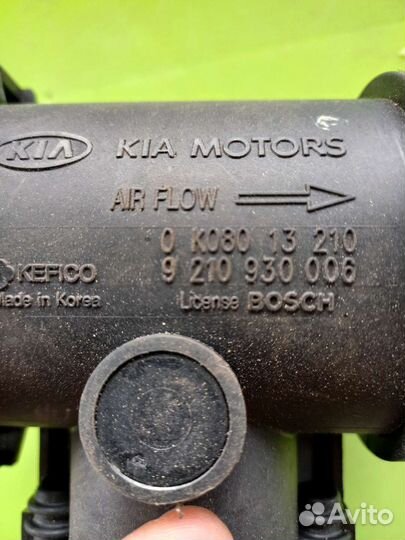 KIA KIA MOTORS
AIR FLOW
0 K080 13 210
KEFICO 9 210 930 006
Made in Korea License BOSCH
Avito